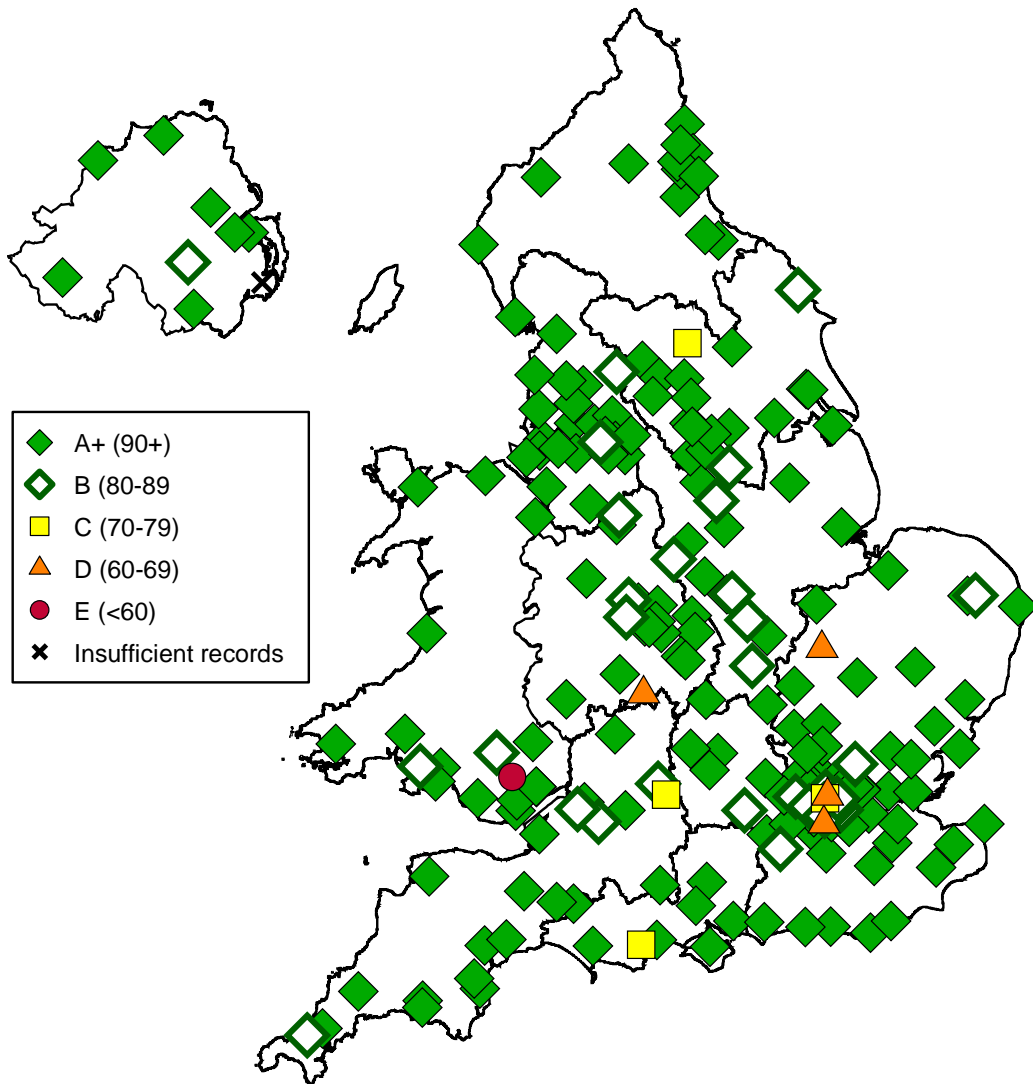 A+ (90+)
B (80-89
C (70-79)
D (60-69)
E (<60)
Insufficient records